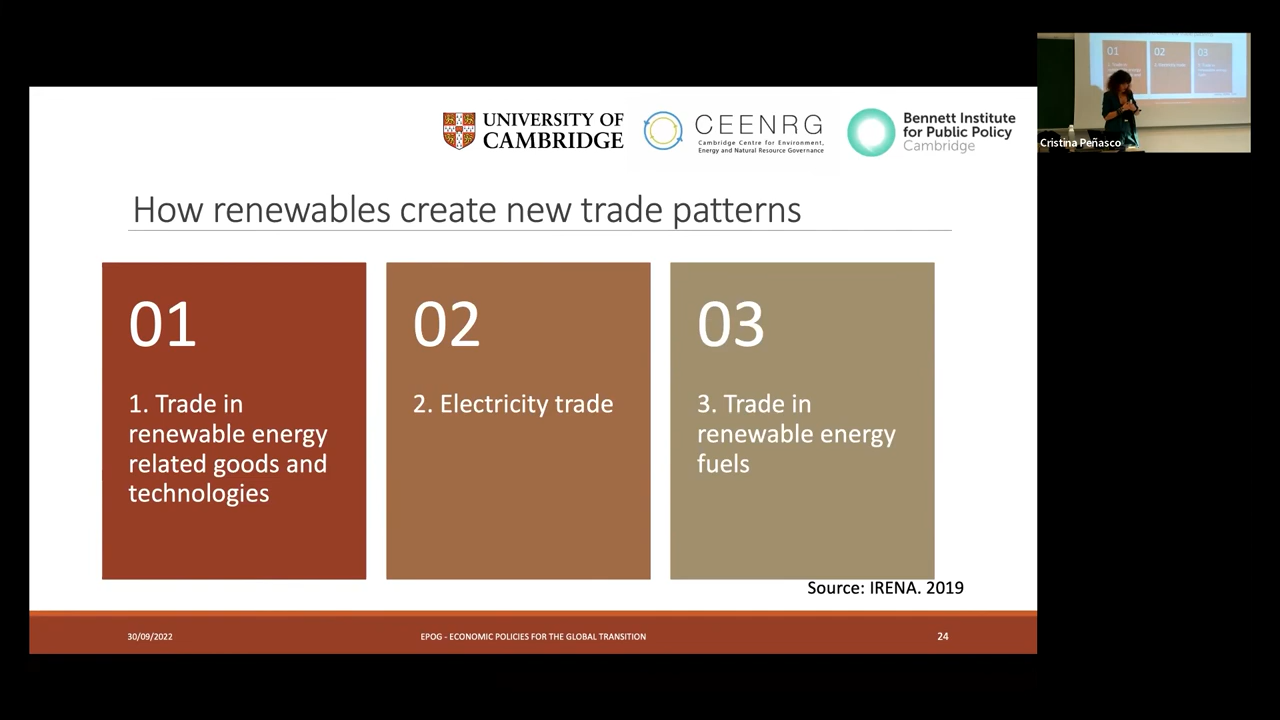 UNIVERSITY OF
CAMBRIDGE
CEENRG
Cambridge Centre for Environment,
Energy and Natural Resource Governance
Bennett Institute
for Public Policy
Cambridge
Cristina Peñasco
01
02
03
How renewables create new trade patterns
01
1. Trade in
renewable energy
related goods and
technologies
02
2. Electricity trade
03
3. Trade in
renewable energy
fuels
Source: IRENA. 2019
30/09/2022
EPOG - ECONOMIC POLICIES FOR THE GLOBAL TRANSITION
24